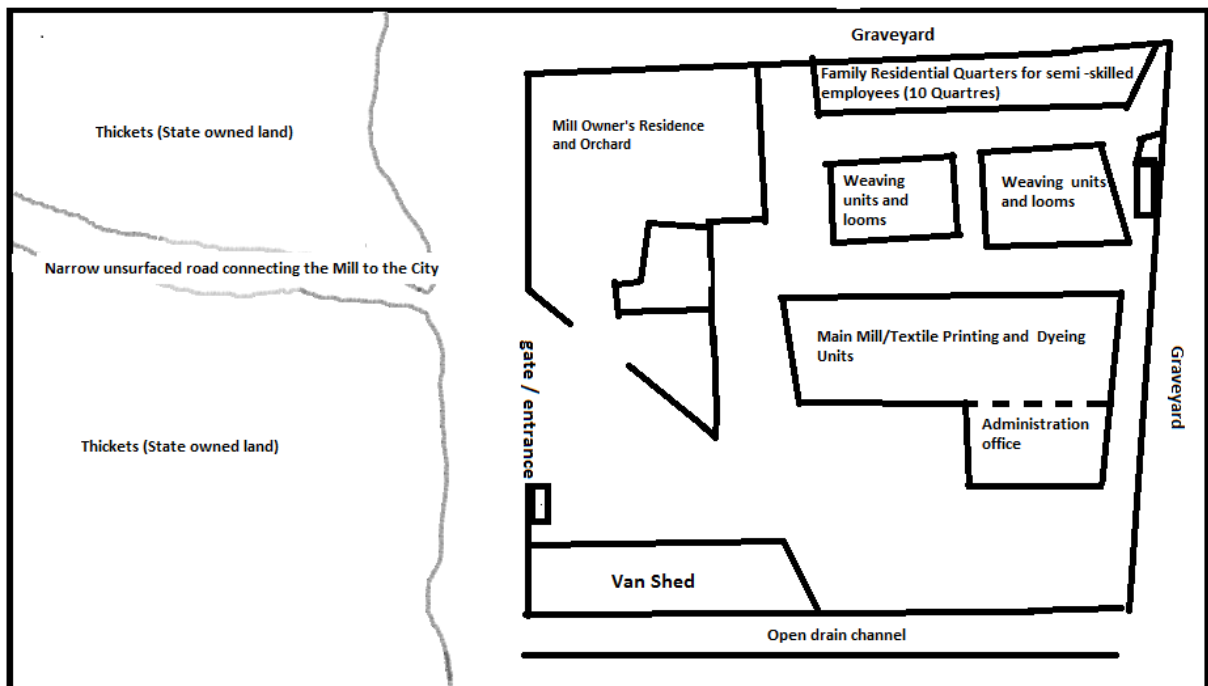 Graveyard
Family Residential Quarters for semi -skilled
employees (10 Quartres)
Thickets (State owned land)
Mill Owner's Residence
and Orchard
Weaving
units and
looms
Weaving units
and looms
Narrow unsurfaced road connecting the Mill to the City
Main Mill/Textile Printing and Dyeing
Units
gate / entrance
Graveyard
Administration
office
Thickets (State owned land)
Van Shed
Open drain channel